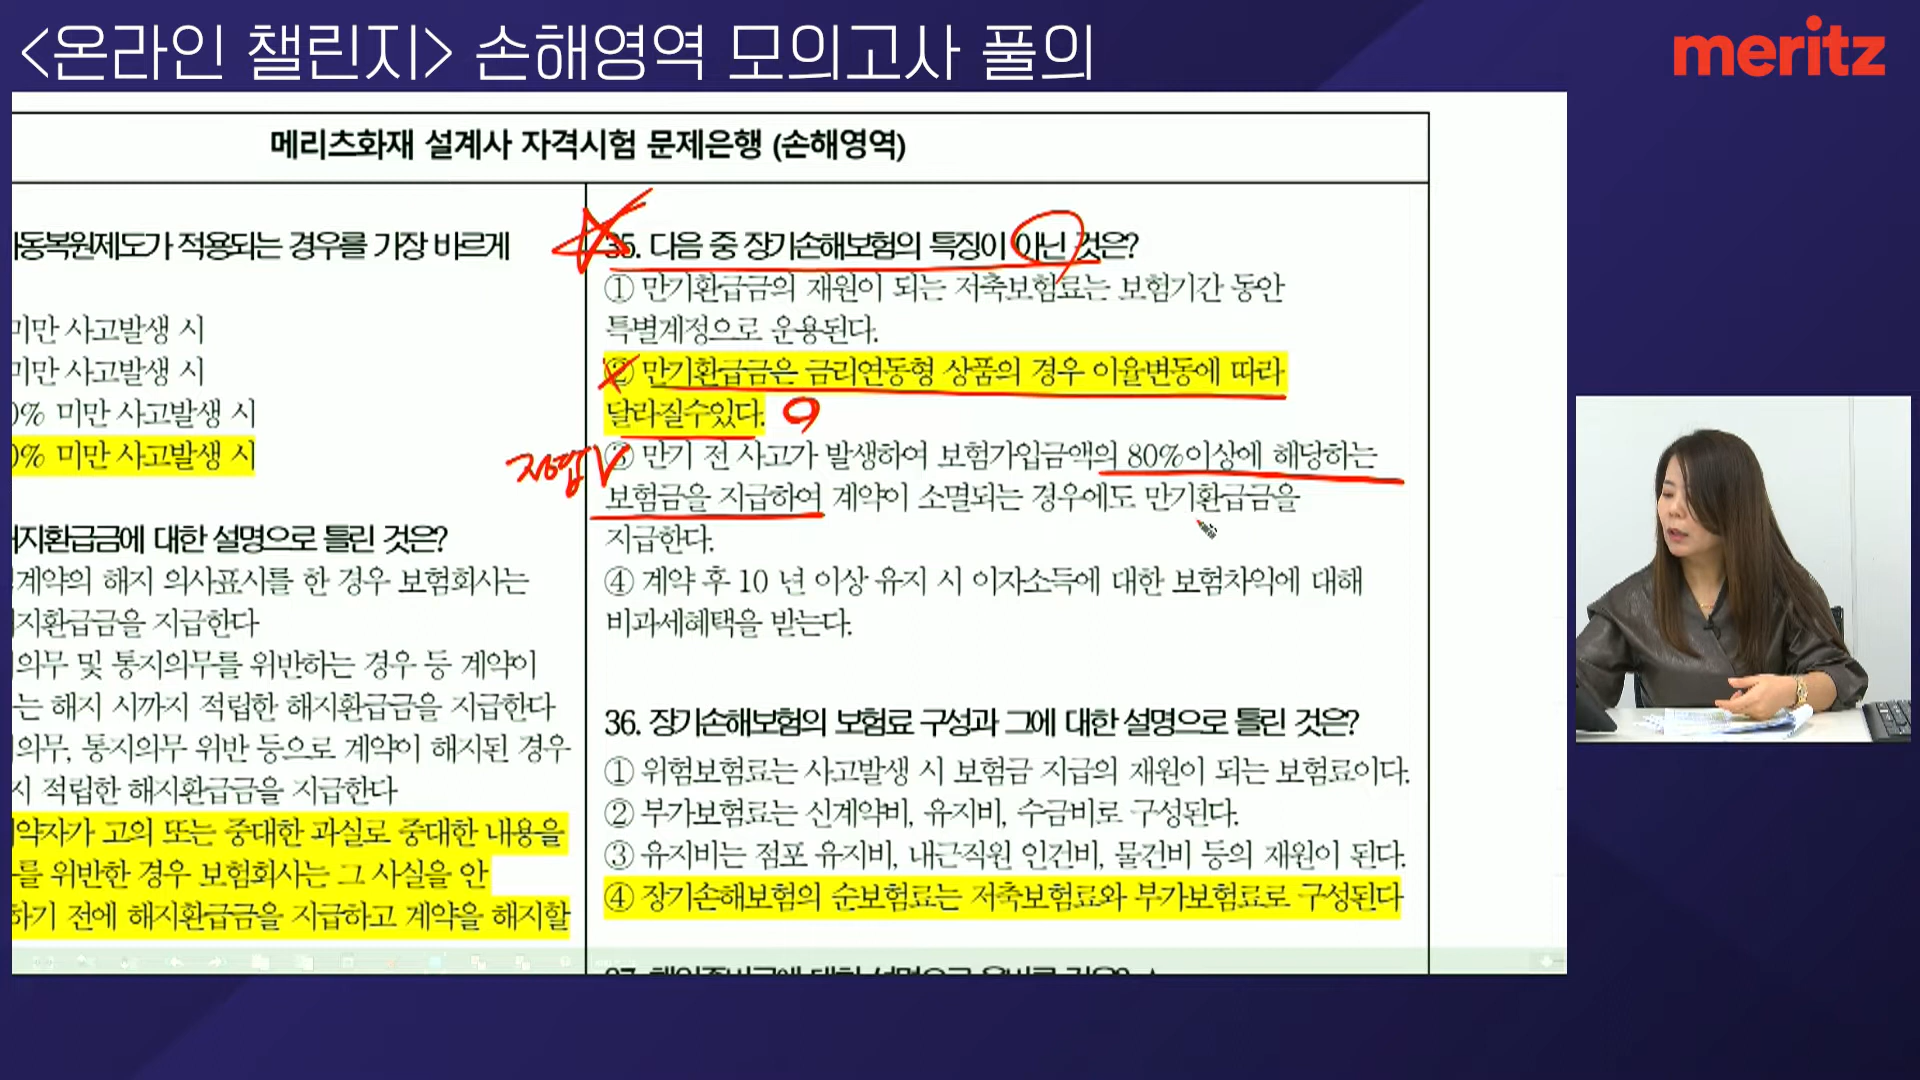 <온라인 챌린지> 손해영역 모의고사 풀의
meritz
메리츠화재 설계사 자격시험 문제은행 (손해영역)
동복원제도가 적용되는 경우를 가장 바르게
미만 사고발생 시
미만 사고발생 시
0% 미만 사고발생 시
0% 미만 사고발생 시
지환급금에 대한 설명으로 틀린 것은?
계약의 해지 의사표시를 한 경우 보험회사는
지환급금을 지급한다
의무 및 통지의무를 위반하는 경우 등 계약이
는 해지 시까지 적립한 해지환급금을 지급한다
의무, 통지의무 위반 등으로 계약이 해지된 경우
시 적립한 해지환급금을 지급한다
약자가 고의 또는 중대한 과실로 중대한 내용을
를 위반한 경우 보험회사는 그 사실을 안
하기 전에 해지환급금을 지급하고 계약을 해지할
35. 다음 중 장기손해보험의 특징이 아닌 것은?
① 만기환급금의 재원이 되는 저축보험료는 보험기간 동안
특별계정으로 운용된다.
② 만기환급금은 금리연동형 상품의 경우 이율변동에 따라
달라질수있다.
③ 만기 전 사고가 발생하여 보험가입금액의 80%이상에 해당하는
보험금을 지급하여 계약이 소멸되는 경우에도 만기환급금을
지급한다.
④ 계약 후 10 년 이상 유지 시 이자소득에 대한 보험차익에 대해
비과세혜택을 받는다.
36. 장기손해보험의 보험료 구성과 그에 대한 설명으로 틀린 것은?
① 위험보험료는 사고발생 시 보험금 지급의 재원이 되는 보험료이다.
② 부가보험료는 신계약비, 유지비, 수금비로 구성된다.
③ 유지비는 점포 유지비, 내근직원 인건비, 물건비 등의 재원이 된다.
④ 장기손해보험의 순보험료는 저축보험료와 부가보험료로 구성된다